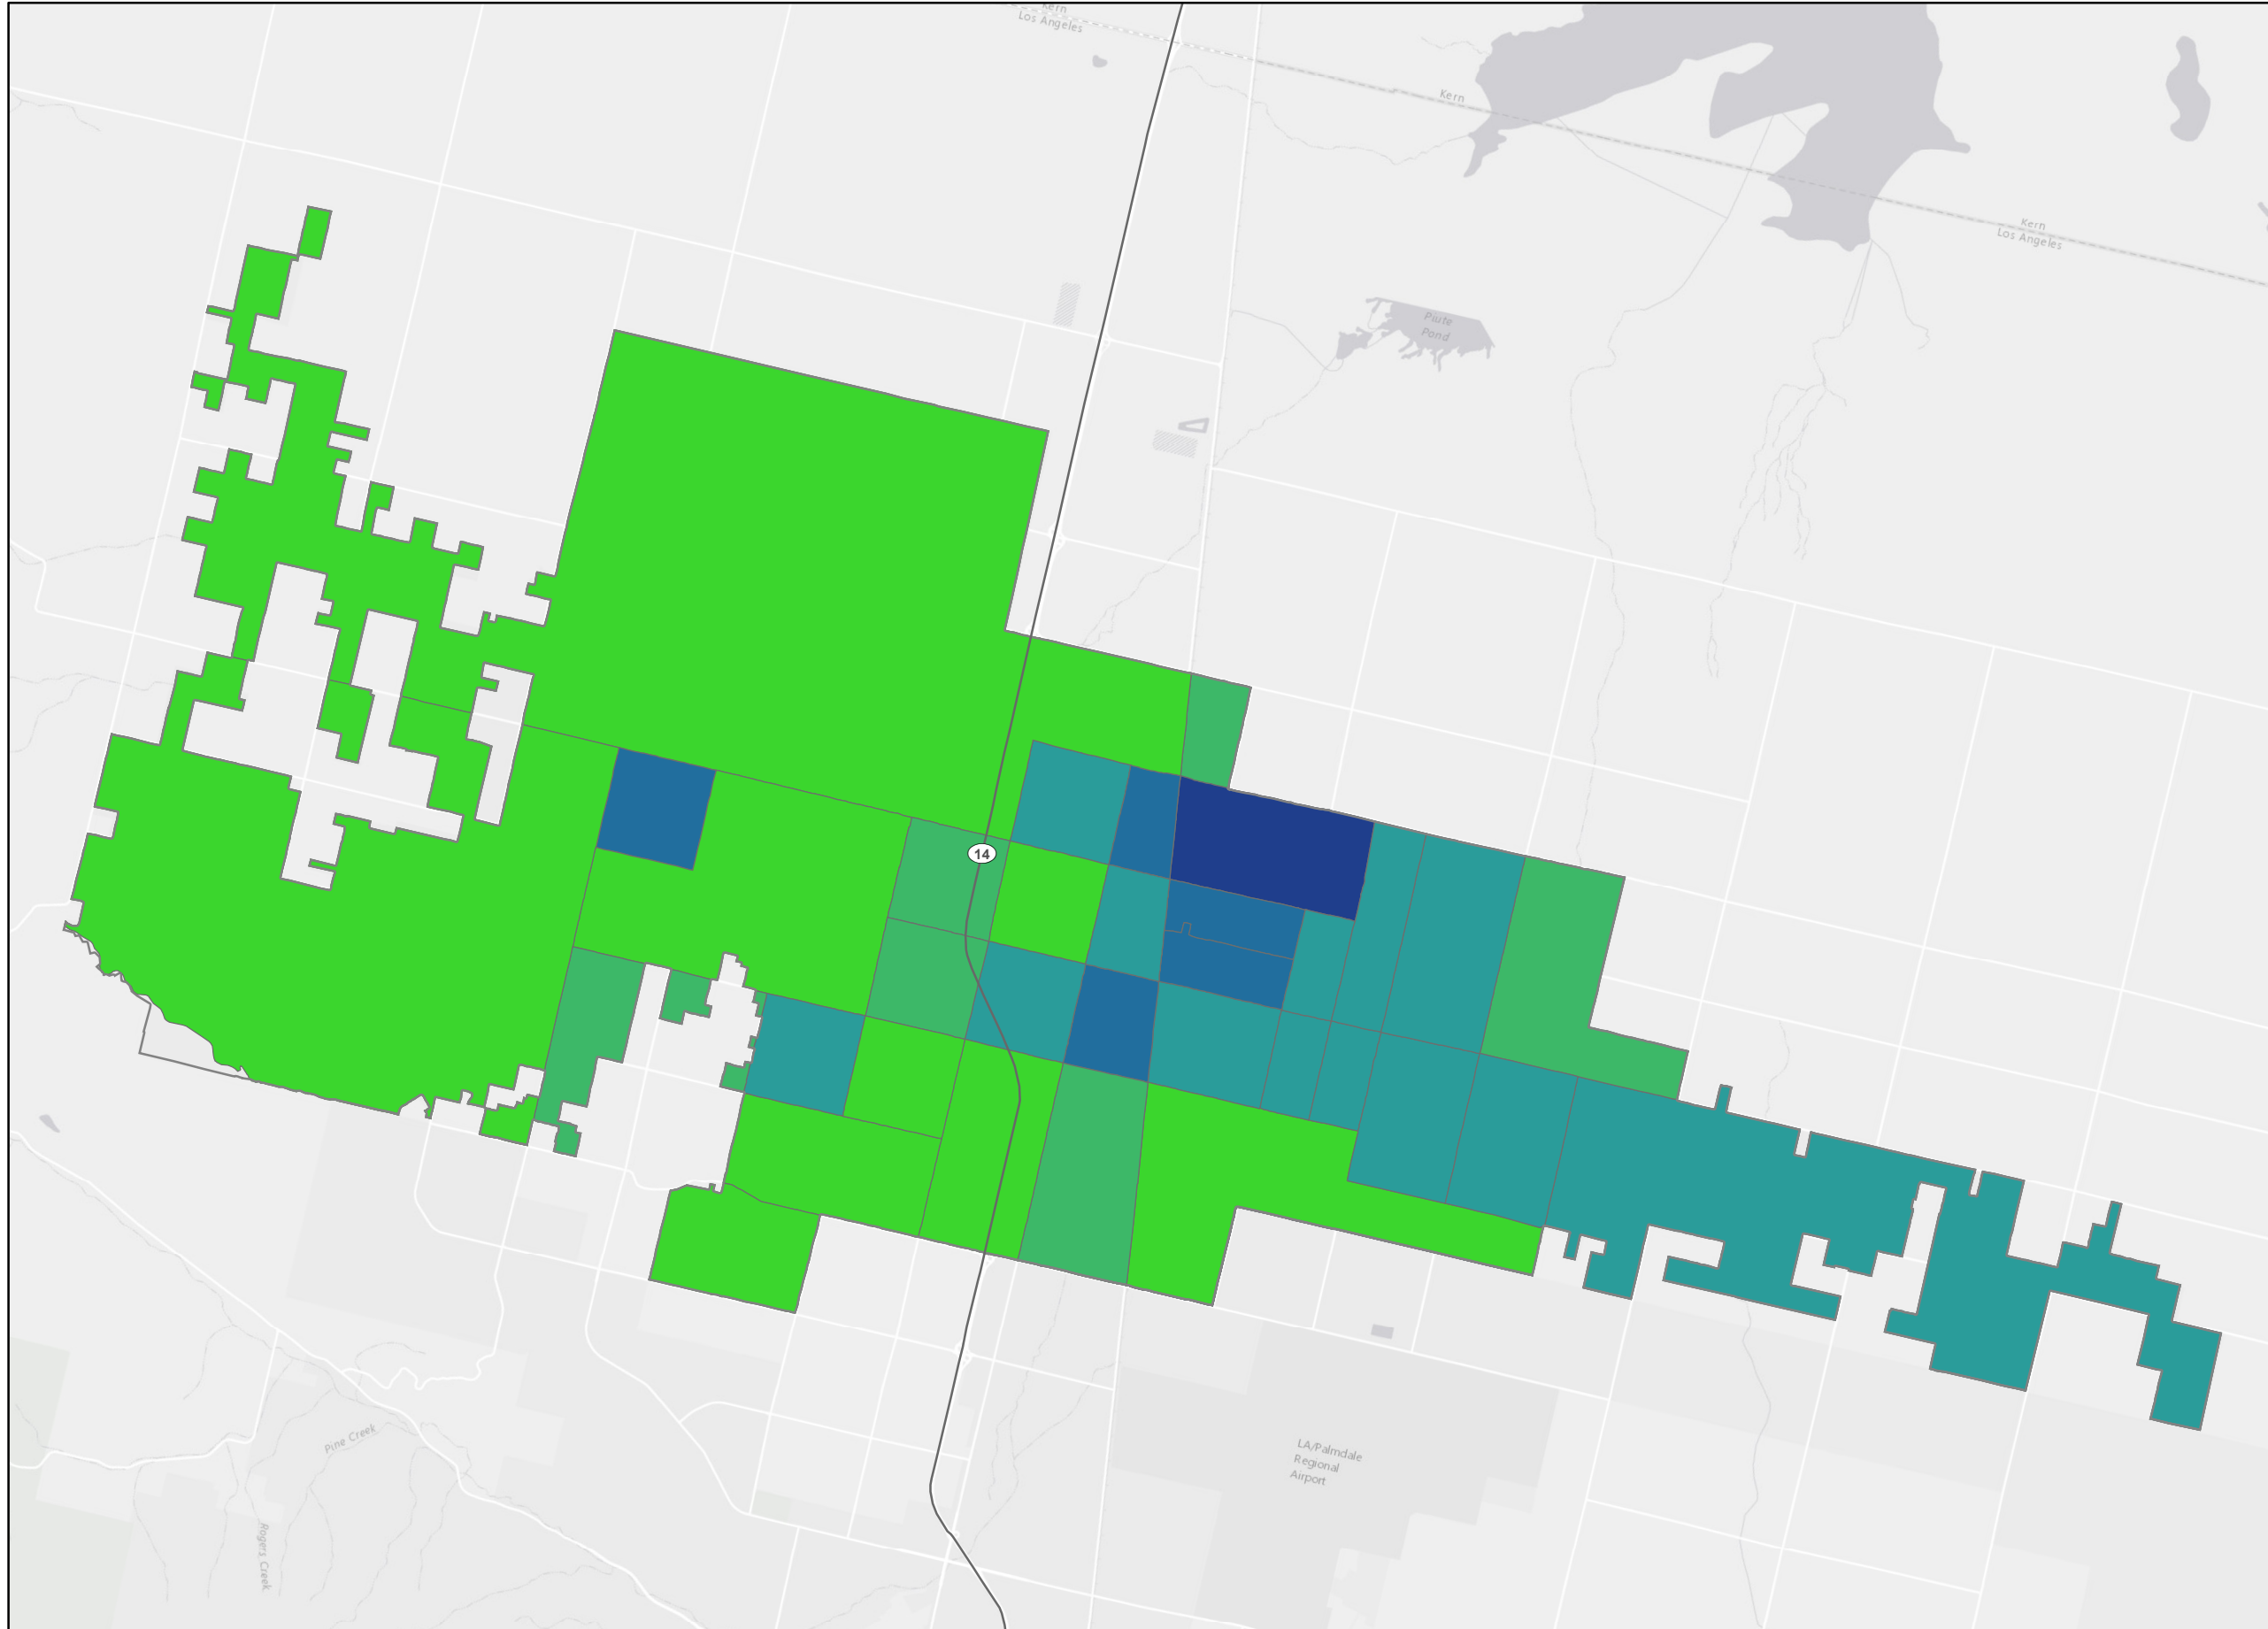 Kern
Los Angeles
Kern
Kern
Los Angeles
Piute
Pond
14
LA/Palmdale
Regional
Airport
Pine Creek
Rogers Creek